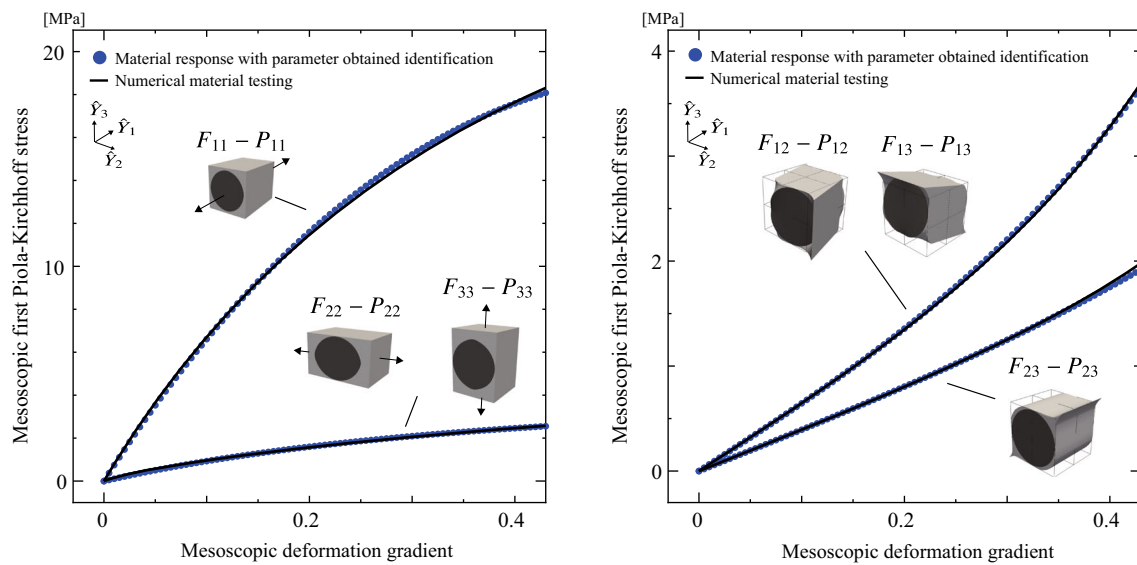 [MPa]
20
Material response with parameter obtained identification
Numerical material testing
Ŷ3
Ŷ1
Ŷ2
F11 − P11
F22 − P22
F33 − P33
Mesoscopic first Piola-Kirchhoff stress
16
8
0
0
0.2
0.4
Mesoscopic deformation gradient
[MPa]
4
Material response with parameter obtained identification
Numerical material testing
Ŷ3
Ŷ1
Ŷ2
F12 − P12
F13 − P13
F23 − P23
Mesoscopic first Piola-Kirchhoff stress
2
0
0
0.2
0.4
Mesoscopic deformation gradient